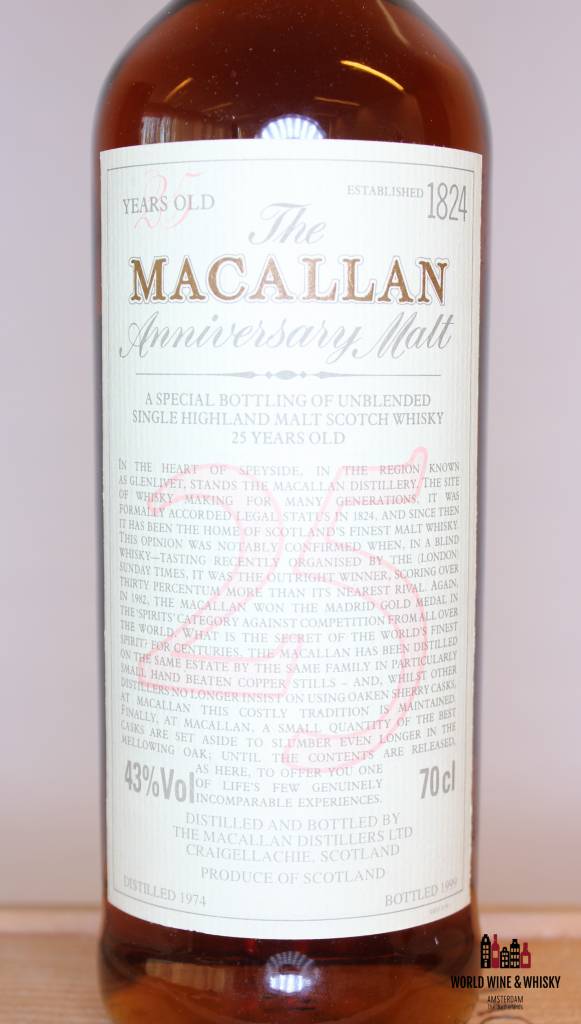 25
YEARS OLD
ESTABLISHED 1824
The
MACALLAN
Anniversary Malt
A SPECIAL BOTTLING OF UNBLENDED
SINGLE HIGHLAND MALT SCOTCH WHISKY
25 YEARS OLD
25
IN THE HEART OF SPEYSIDE, IN THE REGION KNOWN
AS GLENLIVET, STANDS THE MACALLAN DISTILLERY. THE SITE
OF WHISKY MAKING FOR MANY GENERATIONS, IT WAS
FORMALLY ACCORDED LEGAL STATES IN 1824, AND SINCE THEN
IT HAS BEEN THE HOME OF SCOTLAND'S FINEST MALT WHISKY.
THIS OPINION WAS NOTABLY CONFIRMED WHEN, IN A BLIND
WHISKY—TASTING RECENTLY ORGANISED BY THE (LONDON)
SUNDAY TIMES, IT WAS THE OUTRIGHT WINNER, SCORING OVER
THIRTY PERCENTUM MORE THAN ITS NEAREST RIVAL. AGAIN,
IN 1982, THE MACALLAN WON THE MADRID GOLD MEDAL IN
THE 'SPIRITS' CATEGORY AGAINST COMPETITION FROM ALL OVER
THE WORLD. WHAT IS THE SECRET OF THE WORLD'S FINEST
SPIRIT? FOR CENTURIES, THE MACALLAN HAS BEEN DISTILLED
ON THE SAME ESTATE BY THE SAME FAMILY IN PARTICULARLY
SMALL HAND BEATEN COPPER STILLS – AND, WHILST OTHER
DISTILLERS NO LONGER INSIST ON USING OAKEN SHERRY CASKS,
AT MACALLAN THIS COSTLY TRADITION IS MAINTAINED.
FINALLY, AT MACALLAN, A SMALL QUANTITY OF THE BEST
CASKS ARE SET ASIDE TO SLUMBER EVEN LONGER IN THE
MELLOWING OAK; UNTIL THE CONTENTS ARE RELEASED,
AS HERE, TO OFFER YOU ONE
OF LIFE'S FEW GENUINELY
INCOMPARABLE EXPERIENCES.
43%Vol
70cl
DISTILLED AND BOTTLED BY
THE MACALLAN DISTILLERS LTD
CRAIGELLACHIE, SCOTLAND
PRODUCE OF SCOTLAND
DISTILLED 1974
BOTTLED 1999
WORLD WINE & WHISKY
AMSTERDAM
The Netherlands